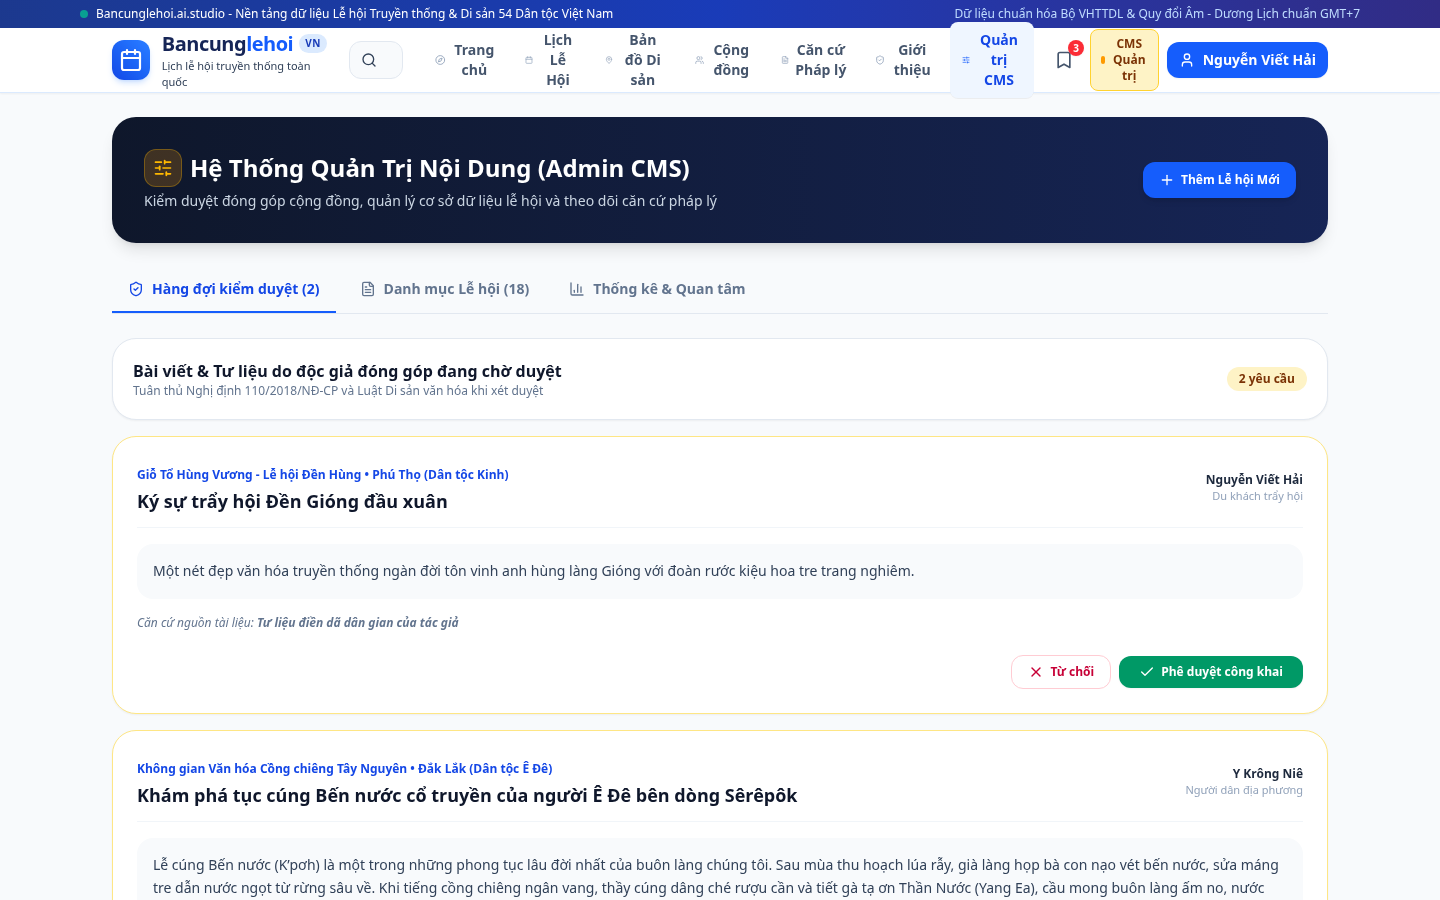 Bancunglehoi.ai.studio - Nền tảng dữ liệu Lễ hội Truyền thống & Di sản 54 Dân tộc Việt Nam
Dữ liệu chuẩn hóa Bộ VHTTDL & Quy đổi Âm - Dương Lịch chuẩn GMT+7
Bancunglehoi VN
Lịch lễ hội truyền thống toàn
quốc
Trang
chủ
Lịch
Lễ
Hội
Bản
đồ Di
sản
Cộng
đồng
Căn cứ
Pháp lý
Giới
thiệu
Quản
trị
CMS
3
CMS
Quản
trị
Nguyễn Viết Hải
Hệ Thống Quản Trị Nội Dung (Admin CMS)
Kiểm duyệt đóng góp cộng đồng, quản lý cơ sở dữ liệu lễ hội và theo dõi căn cứ pháp lý
Thêm Lễ hội Mới
Hàng đợi kiểm duyệt (2)
Danh mục Lễ hội (18)
Thống kê & Quan tâm
Bài viết & Tư liệu do độc giả đóng góp đang chờ duyệt
Tuân thủ Nghị định 110/2018/NĐ-CP và Luật Di sản văn hóa khi xét duyệt
2 yêu cầu
Giỗ Tổ Hùng Vương - Lễ hội Đền Hùng • Phú Thọ (Dân tộc Kinh)
Ký sự trẩy hội Đền Gióng đầu xuân
Nguyễn Viết Hải
Du khách trẩy hội
Một nét đẹp văn hóa truyền thống ngàn đời tôn vinh anh hùng làng Gióng với đoàn rước kiệu hoa tre trang nghiêm.
Căn cứ nguồn tài liệu: Tư liệu điền dã dân gian của tác giả
Từ chối
Phê duyệt công khai
Không gian Văn hóa Cồng chiêng Tây Nguyên • Đắk Lắk (Dân tộc Ê Đê)
Khám phá tục cúng Bến nước cổ truyền của người Ê Đê bên dòng Sêrêpôk
Y Krông Niê
Người dân địa phương
Lễ cúng Bến nước (K'pơh) là một trong những phong tục lâu đời nhất của buôn làng chúng tôi. Sau mùa thu hoạch lúa rẫy, già làng họp bà con nạo vét bến nước, sửa máng
tre dẫn nước ngọt từ rừng sâu về. Khi tiếng cồng chiêng ngân vang, thầy cúng dâng ché rượu cần và tiết gà tạ ơn Thần Nước (Yang Ea), cầu mong buôn làng ấm no, nước